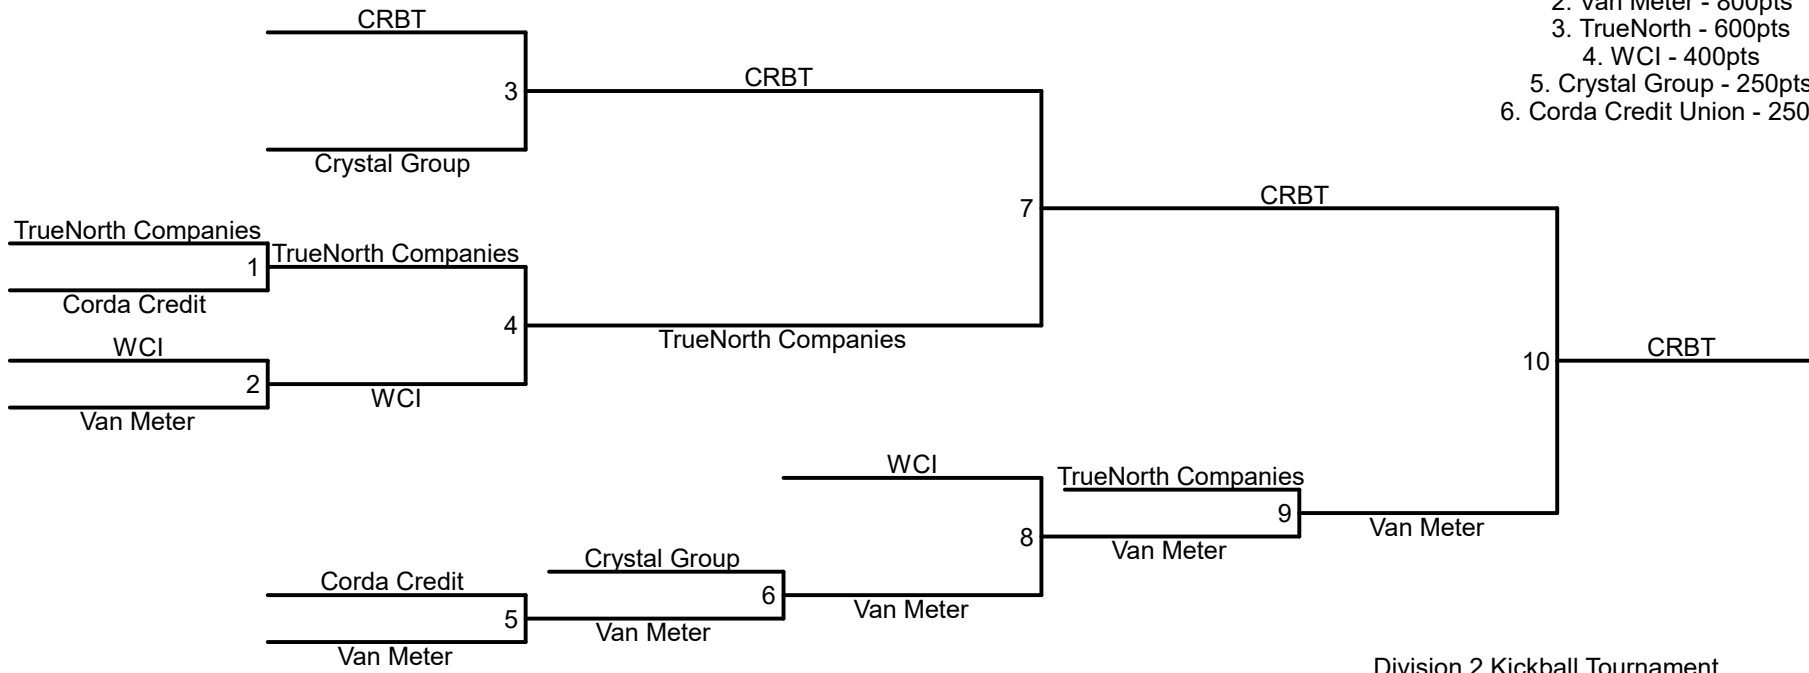 CRBT
3
Crystal Group
CRBT
TrueNorth Companies
1
Corda Credit
TrueNorth Companies
WCI
2
Van Meter
WCI
4
TrueNorth Companies
7
CRBT
Corda Credit
5
Van Meter
Crystal Group
6
Van Meter
WCI
8
Van Meter
TrueNorth Companies
9
Van Meter
Van Meter
10
CRBT
2. Van Meter - 800pts
3. TrueNorth - 600pts
4. WCI - 400pts
5. Crystal Group - 250pts
6. Corda Credit Union - 250
Division 2 Kickball Tournament